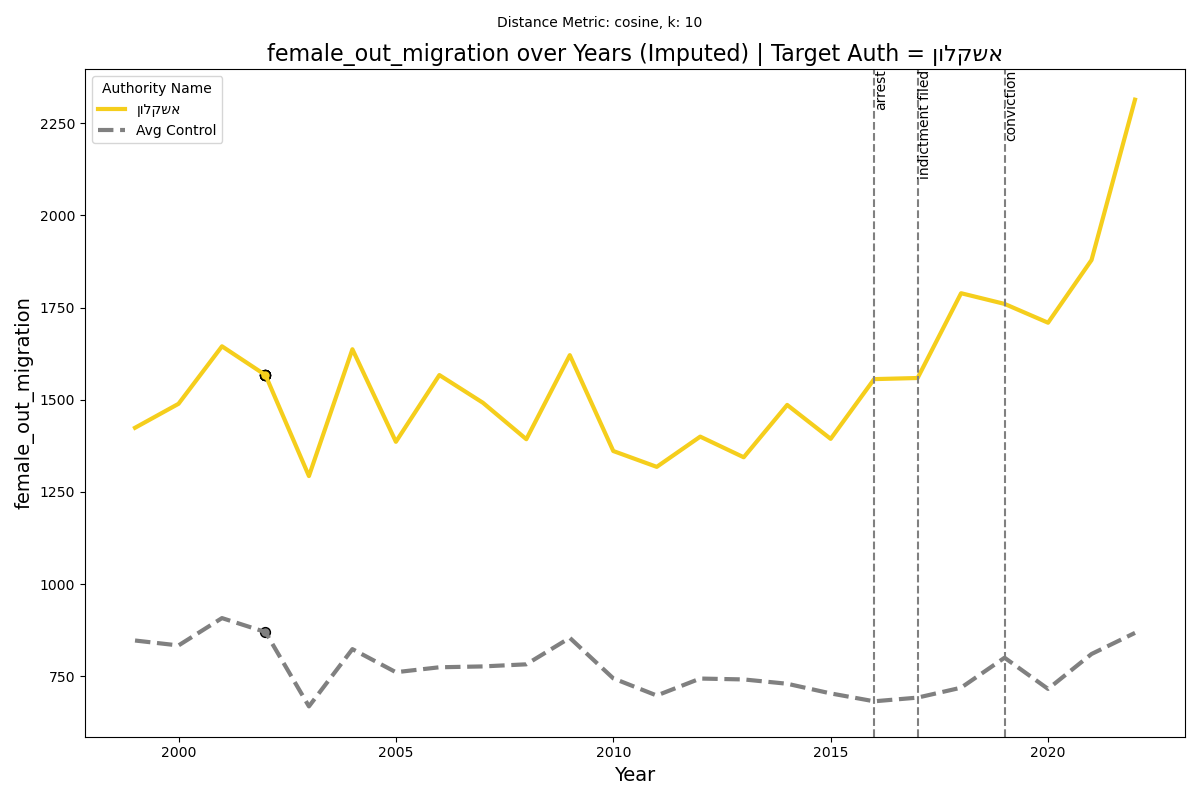 Distance Metric: cosine, k: 10
female_out_migration over Years (Imputed) | Target Auth = אשקלון
Authority Name
אשקלון
Avg Control
arrest
indictment filed
conviction
2250
2000
1750
1500
1250
1000
750
female_out_migration
2000 2005 2010 2015 2020
Year